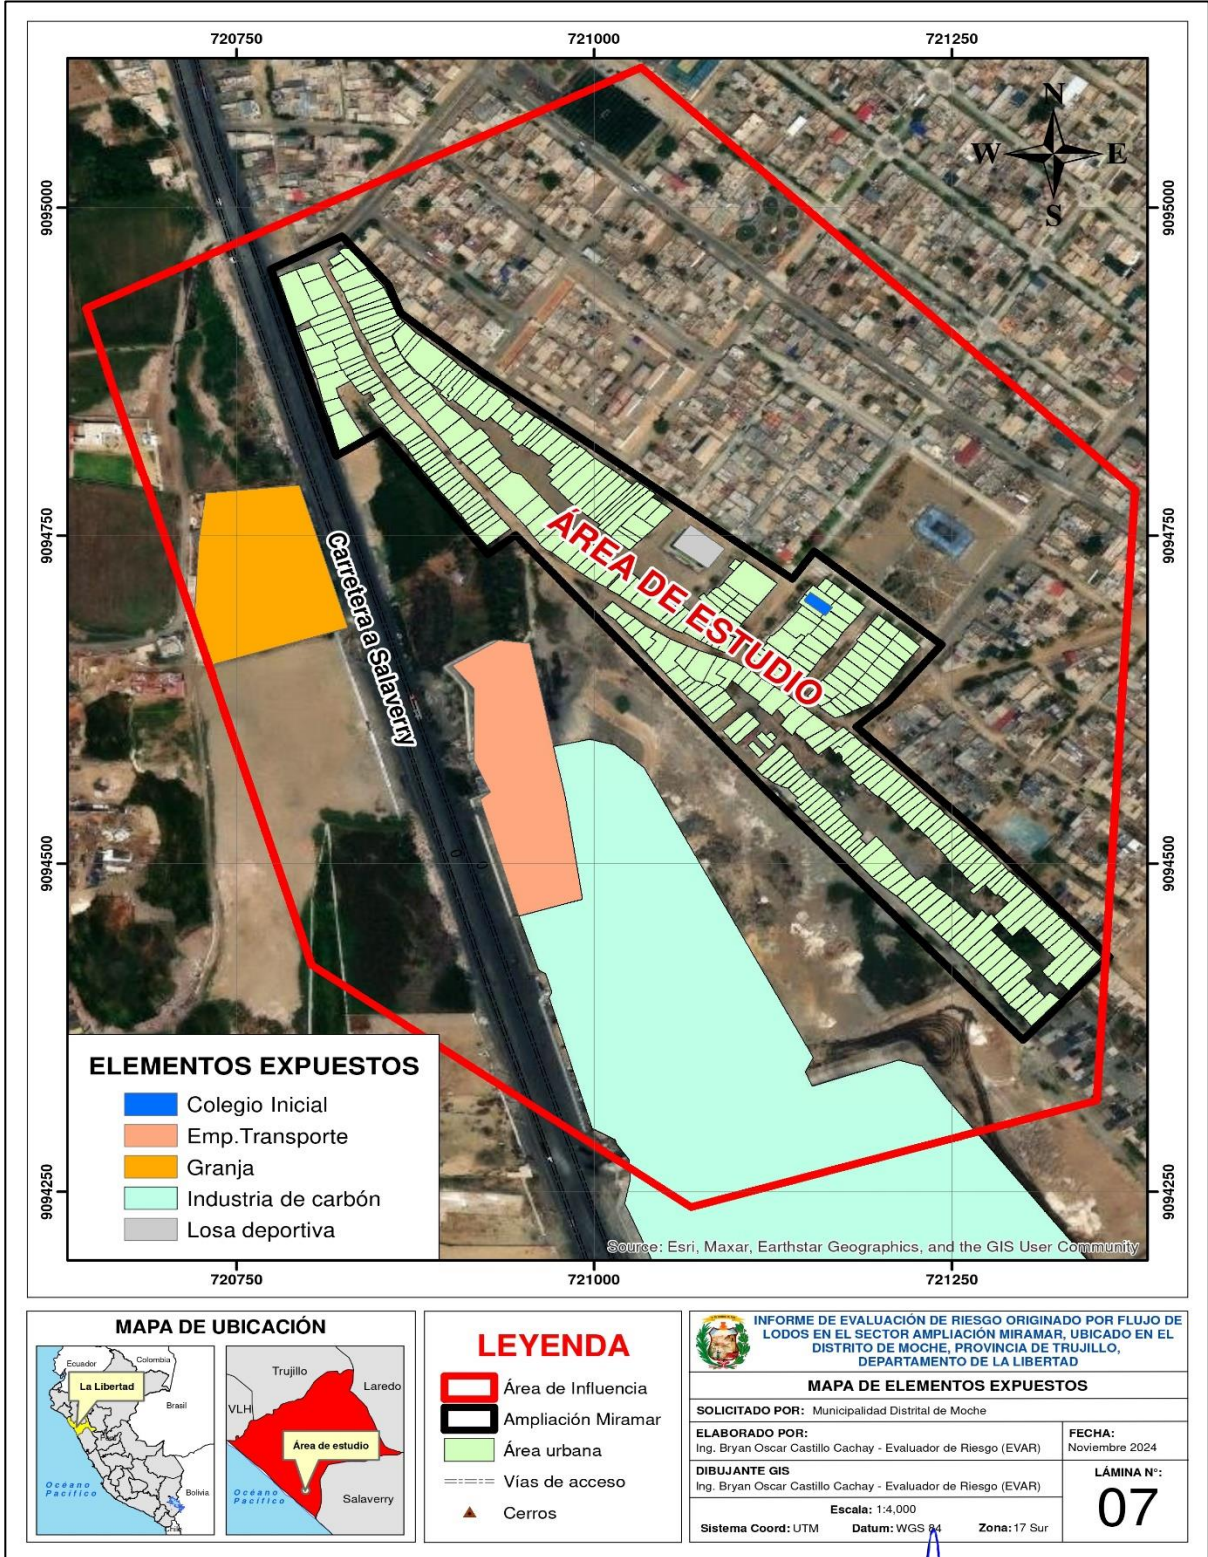 720750
721000
721250
N
W
E
S
9095000
9095000
9094750
9094750
9094500
9094500
9094250
9094250
ÁREA DE ESTUDIO
Carretera a Salaverry
ELEMENTOS EXPUESTOS
Colegio Inicial
Emp.Transporte
Granja
Industria de carbón
Losa deportiva
Source: Esri, Maxar, Earthstar Geographics, and the GIS User Community
720750
721000
721250
MAPA DE UBICACIÓN
Ecuador
Colombia
La Libertad
Brasil
Perú
Bolivia
Océano
Pacífico
Chile
Trujillo
Laredo
VLH
Área de estudio
Océano
Pacífico
Salaverry
LEYENDA
Área de Influencia
Ampliación Miramar
Área urbana
Vías de acceso
Cerros
INFORME DE EVALUACIÓN DE RIESGO ORIGINADO POR FLUJO DE
LODOS EN EL SECTOR AMPLIACIÓN MIRAMAR, UBICADO EN EL
DISTRITO DE MOCHE, PROVINCIA DE TRUJILLO,
DEPARTAMENTO DE LA LIBERTAD
MAPA DE ELEMENTOS EXPUESTOS
SOLICITADO POR: Municipalidad Distrital de Moche
ELABORADO POR:
Ing. Bryan Oscar Castillo Cachay - Evaluador de Riesgo (EVAR)
FECHA:
Noviembre 2024
DIBUJANTE GIS
Ing. Bryan Oscar Castillo Cachay - Evaluador de Riesgo (EVAR)
LÁMINA N°:
07
Escala: 1:4,000
Sistema Coord: UTM Datum: WGS 84 Zona: 17 Sur